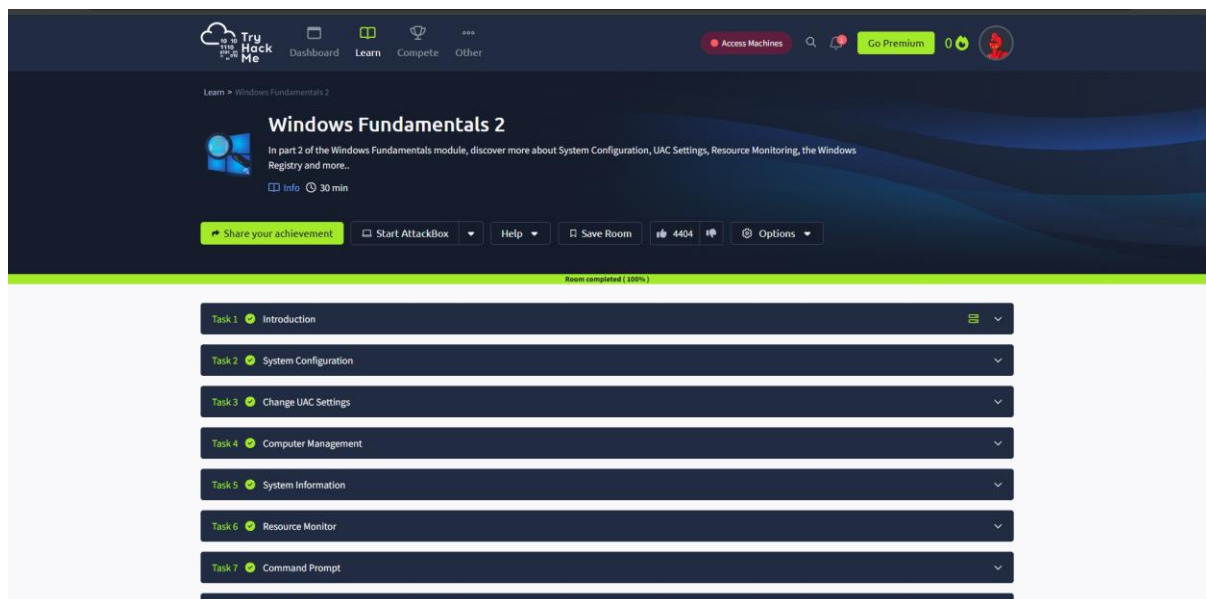 Try
Hack
Me
Dashboard
Learn
Compete
Other
Access Machines
Go Premium
0
Learn > Windows Fundamentals 2
Windows Fundamentals 2
In part 2 of the Windows Fundamentals module, discover more about System Configuration, UAC Settings, Resource Monitoring, the Windows
Registry and more..
Info 30 min
Share your achievement
Start AttackBox
Help
Save Room
4404
Options
Room completed ( 100% )
Task 1 Introduction
Task 2 System Configuration
Task 3 Change UAC Settings
Task 4 Computer Management
Task 5 System Information
Task 6 Resource Monitor
Task 7 Command Prompt